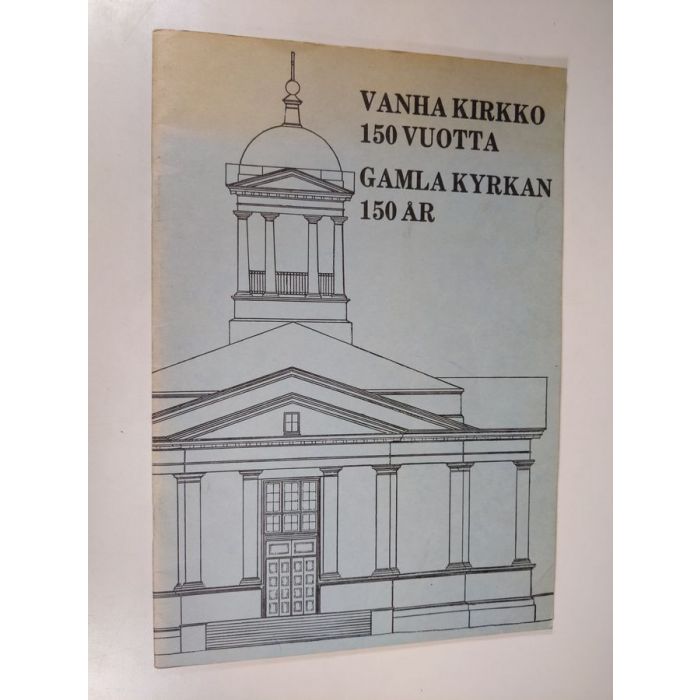 VANHA KIRKKO
150 VUOTTA
GAMLA KYRKAN
150 ÅR